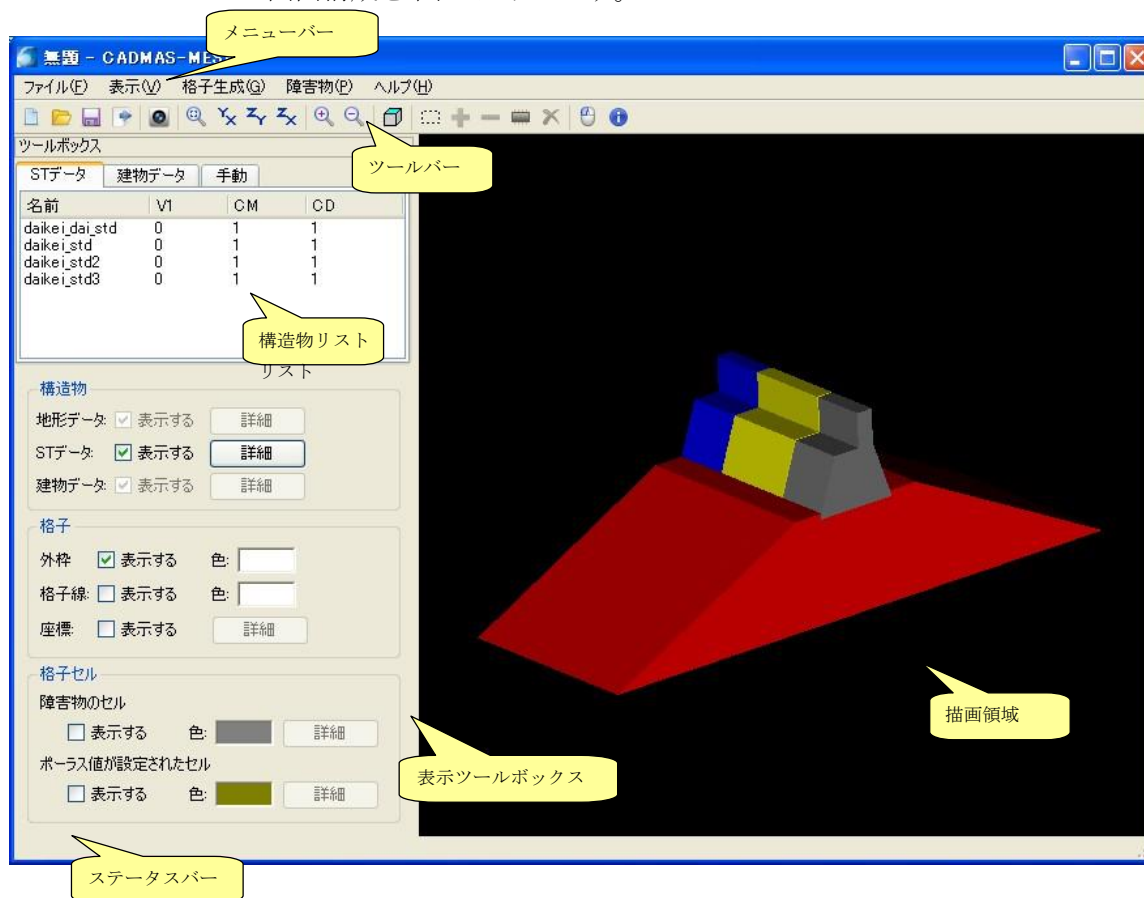 メニューバー
無題 - CADMAS-MES
ファイル(F) 表示(V) 格子生成(G) 障害物(P) ヘルプ(H)
ツールバー
ツールボックス
STデータ 建物データ 手動
名前 V1 CM CD
daikei_dai_std 0 1 1
daikei_std 0 1 1
daikei_std2 0 1 1
daikei_std3 0 1 1
構造物リスト
リスト
構造物
地形データ: 表示する 詳細
STデータ: 表示する 詳細
建物データ: 表示する 詳細
格子
外枠 表示する 色:
格子線: 表示する 色:
座標: 表示する 詳細
格子セル
障害物のセル
表示する 色: 詳細
ポーラス値が設定されたセル
表示する 色: 詳細
描画領域
表示ツールボックス
ステータスバー